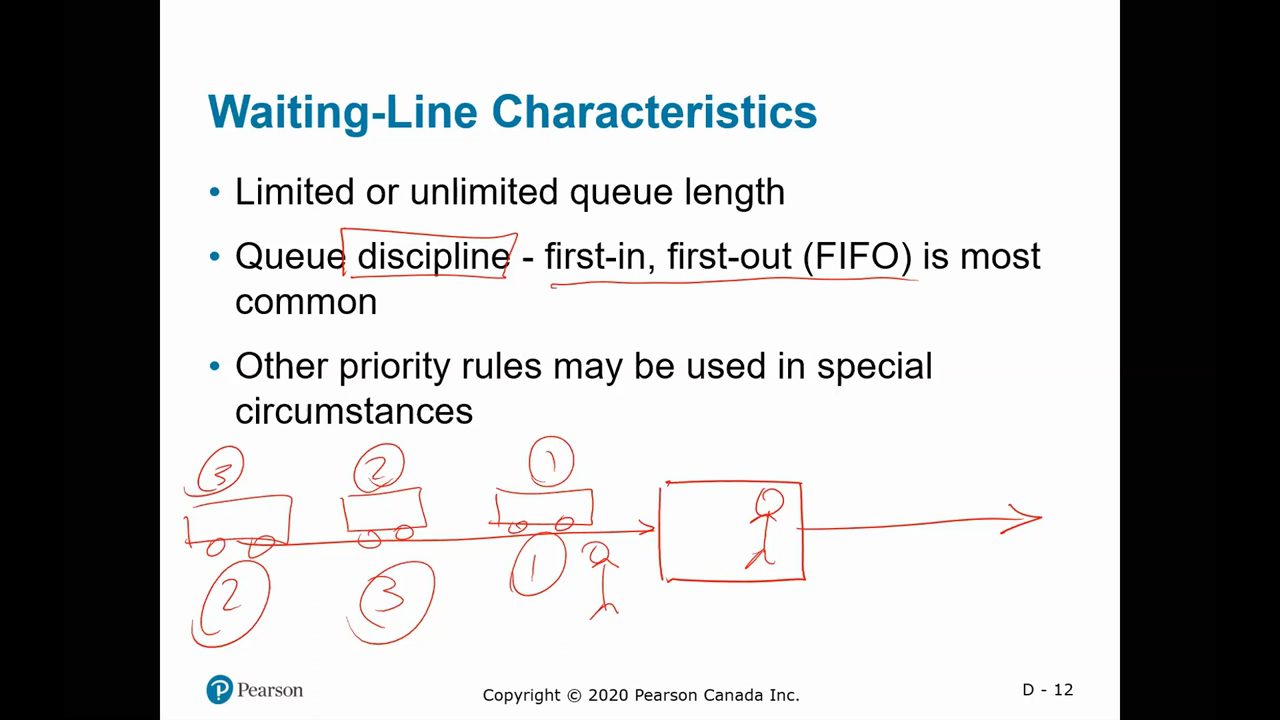 Waiting-Line Characteristics
• Limited or unlimited queue length
• Queue discipline - first-in, first-out (FIFO) is most
common
• Other priority rules may be used in special
circumstances
3 2 1
2 3 1
Pearson
Copyright © 2020 Pearson Canada Inc.
D - 12